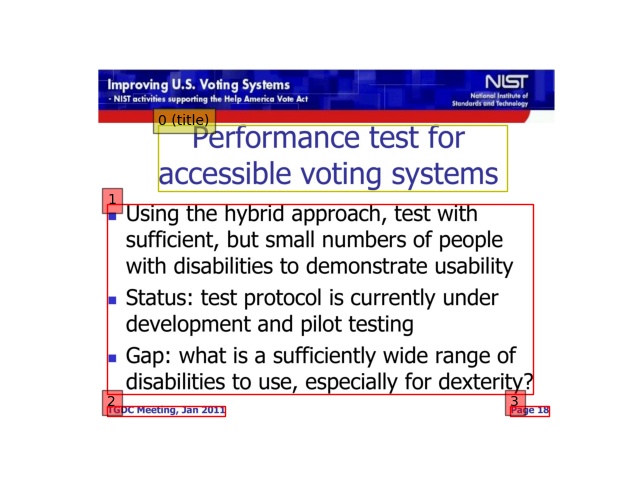 Improving U.S. Voting Systems
- NIST activities supporting the Help America Vote Act
NIST
National Institute of
Standards and Technology
0 (title)
Performance test for
accessible voting systems
1
Using the hybrid approach, test with
sufficient, but small numbers of people
with disabilities to demonstrate usability
Status: test protocol is currently under
development and pilot testing
Gap: what is a sufficiently wide range of
disabilities to use, especially for dexterity?
2
TGDC Meeting, Jan 2011
3
Page 18